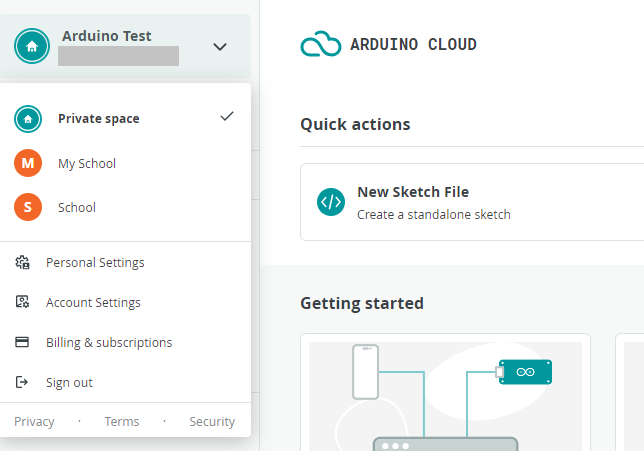 Arduino Test
Private space
M My School
S School
Personal Settings
Account Settings
Billing & subscriptions
Sign out
Privacy · Terms · Security
ARDUINO CLOUD
Quick actions
New Sketch File
Create a standalone sketch
Getting started